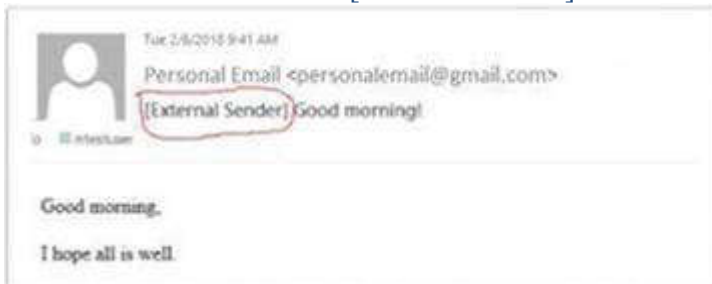 Tue 2/6/2018 9:41 AM
Personal Email <personalemail@gmail.com>
[External Sender] Good morning!
Good morning,
I hope all is well.